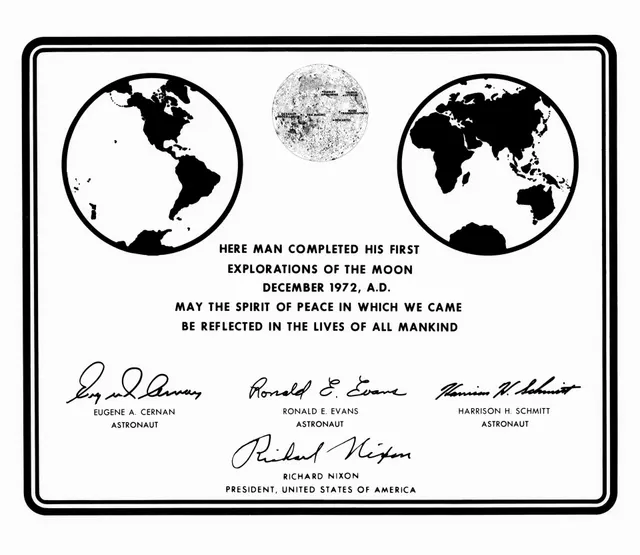 HERE MAN COMPLETED HIS FIRST
EXPLORATIONS OF THE MOON
DECEMBER 1972, A.D.
MAY THE SPIRIT OF PEACE IN WHICH WE CAME
BE REFLECTED IN THE LIVES OF ALL MANKIND
Ronald E. Evans
Harrison H. Schmitt
EUGENE A. CERNAN
RONALD E. EVANS
HARRISON H. SCHMITT
ASTRONAUT
ASTRONAUT
ASTRONAUT
Richard Nixon
RICHARD NIXON
PRESIDENT, UNITED STATES OF AMERICA